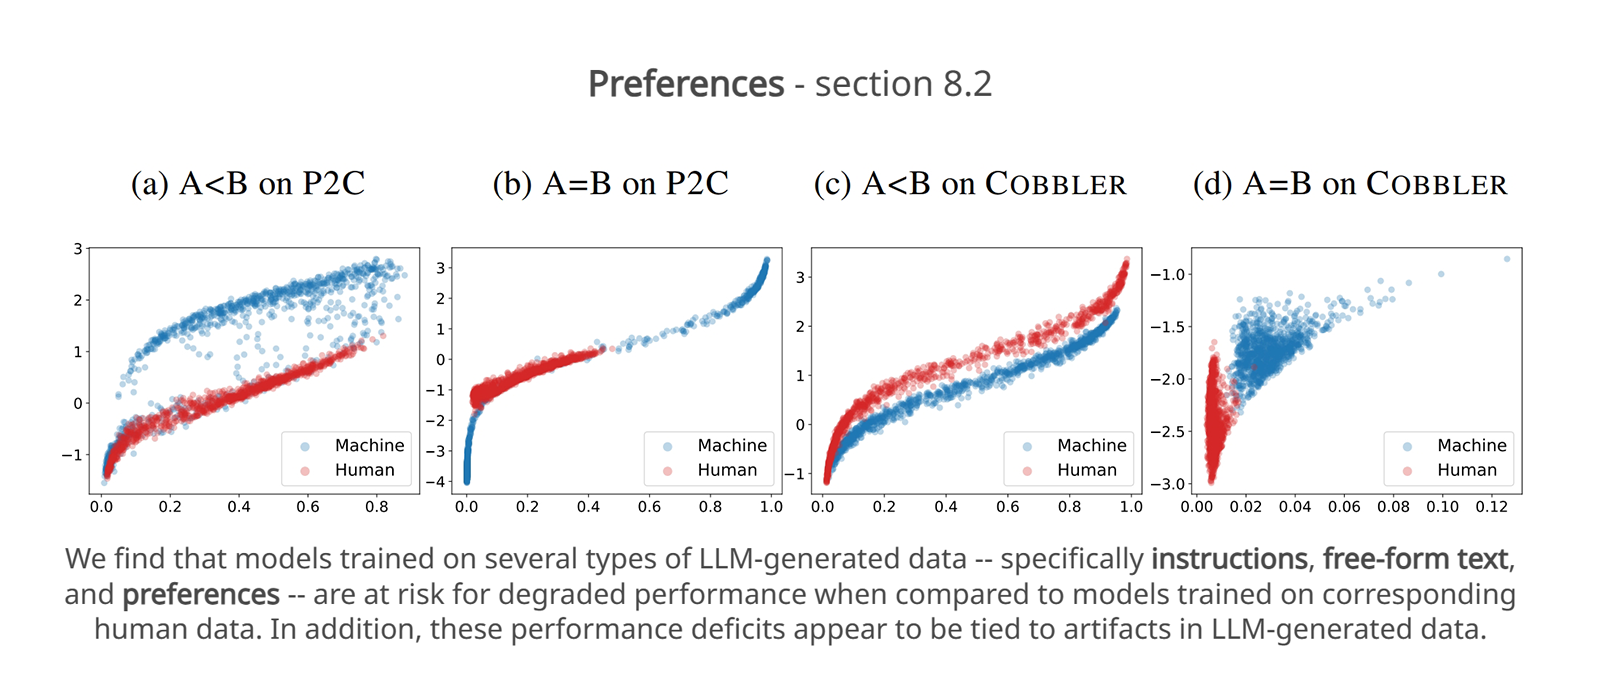 Preferences - section 8.2
(a) A<B on P2C
(b) A=B on P2C
(c) A<B on COBBLER
(d) A=B on COBBLER
3
2
1
0
−1
0.0 0.2 0.4 0.6 0.8
Machine
Human
3
2
1
0
−1
−2
−3
−4
0.0 0.2 0.4 0.6 0.8 1.0
Machine
Human
3
2
1
0
−1
0.0 0.2 0.4 0.6 0.8 1.0
Machine
Human
−1.0
−1.5
−2.0
−2.5
−3.0
0.00 0.02 0.04 0.06 0.08 0.10 0.12
Machine
Human
We find that models trained on several types of LLM-generated data -- specifically instructions, free-form text,
and preferences -- are at risk for degraded performance when compared to models trained on corresponding
human data. In addition, these performance deficits appear to be tied to artifacts in LLM-generated data.